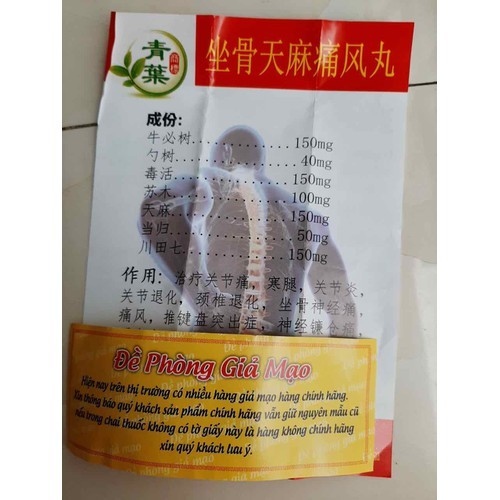 青葉
坐骨天麻痛风丸
成份:
牛必树....................150mg
勺树........................40mg
毒活......................150mg
苏木......................100mg
天麻......................150mg
当归........................50mg
川田七..................150mg
作用: 治疗关节痛, 寒腿, 关节炎,
关节退化, 颈椎退化, 坐骨神经痛,
痛风, 推键盘突出症, 神经镰仓症,
Đề Phòng Giả Mạo
Hiện nay trên thị trường có nhiều hàng giả mạo hàng chính hãng.
Xin thông báo quý khách sản phẩm chính hãng vẫn giữ nguyên mẫu cũ
nếu trong chai thuốc không có tờ giấy này là hàng không chính hãng
xin quý khách lưu ý.